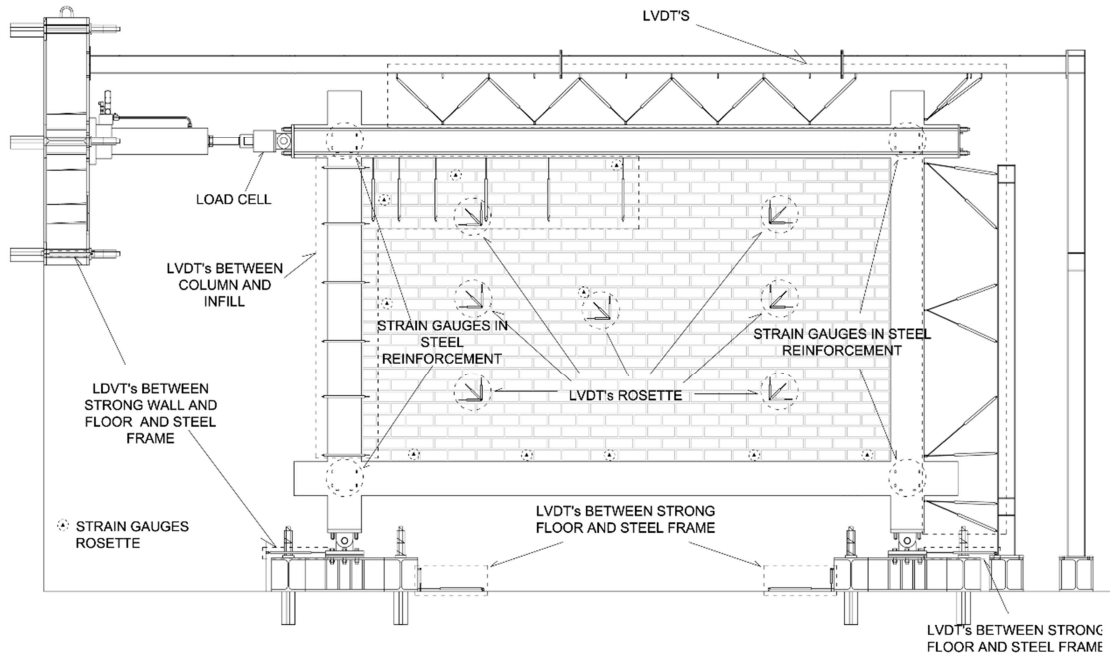 LVDT'S
LOAD CELL
LVDT's BETWEEN
COLUMN AND
INFILL
STRAIN GAUGES IN
STEEL
REINFORCEMENT
STRAIN GAUGES IN STEEL
REINFORCEMENT
LDVT's BETWEEN
STRONG WALL AND
FLOOR AND STEEL
FRAME
LVDT's ROSETTE
STRAIN GAUGES
ROSETTE
LVDT's BETWEEN STRONG
FLOOR AND STEEL FRAME
LVDT's BETWEEN STRONG
FLOOR AND STEEL FRAME